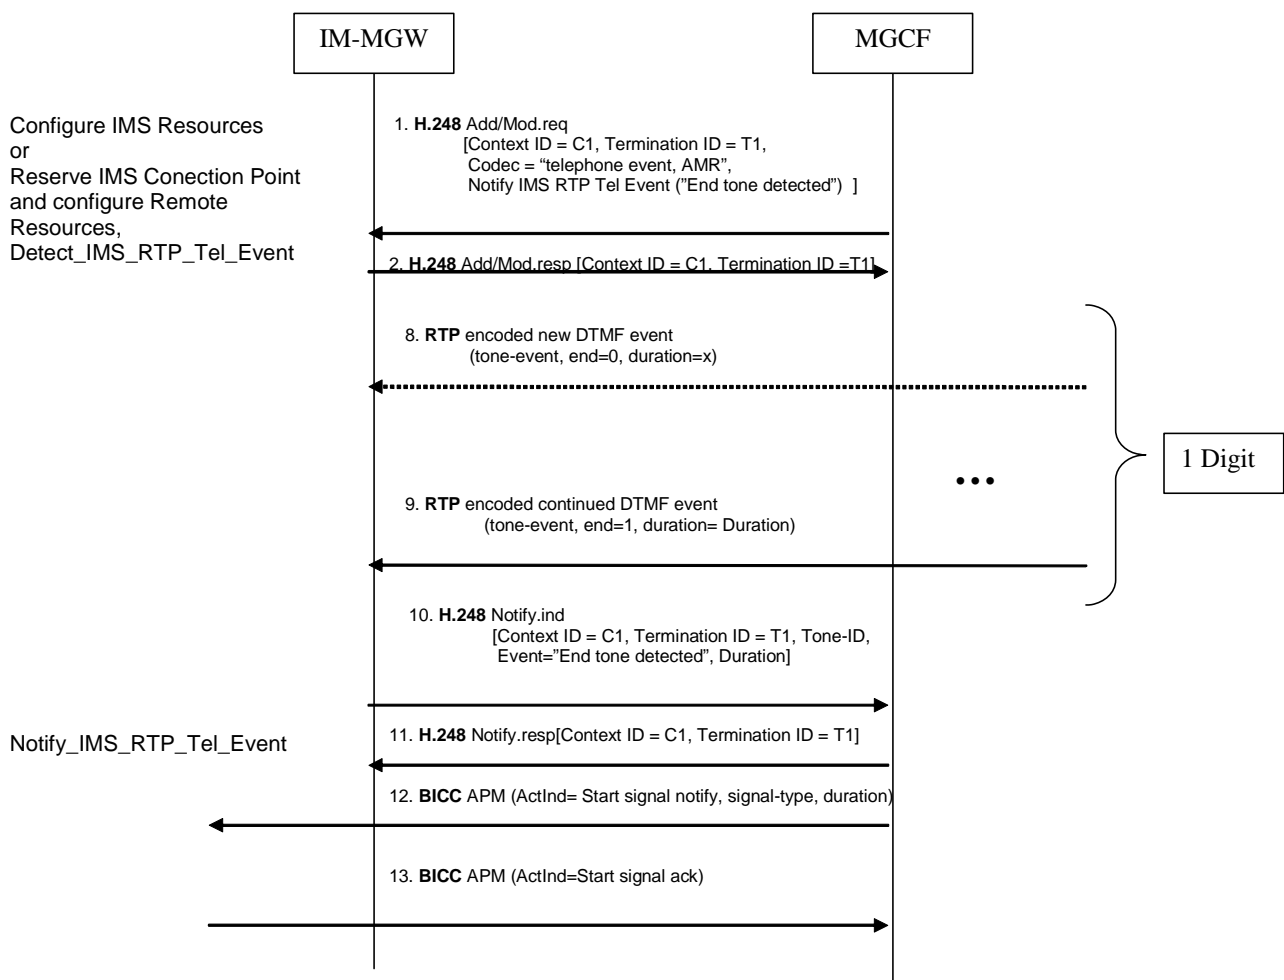 IM-MGW
MGCF
Configure IMS Resources
or
Reserve IMS Conection Point
and configure Remote
Resources,
Detect_IMS_RTP_Tel_Event
1. H.248 Add/Mod.req
[Context ID = C1, Termination ID = T1,
Codec = “telephone event, AMR”,
Notify IMS RTP Tel Event (”End tone detected”) ]
2. H.248 Add/Mod.resp [Context ID = C1, Termination ID =T1]
8. RTP encoded new DTMF event
(tone-event, end=0, duration=x)
1 Digit
...
9. RTP encoded continued DTMF event
(tone-event, end=1, duration= Duration)
10. H.248 Notify.ind
[Context ID = C1, Termination ID = T1, Tone-ID,
Event=”End tone detected”, Duration]
Notify_IMS_RTP_Tel_Event
11. H.248 Notify.resp[Context ID = C1, Termination ID = T1]
12. BICC APM (ActInd= Start signal notify, signal-type, duration)
13. BICC APM (ActInd=Start signal ack)